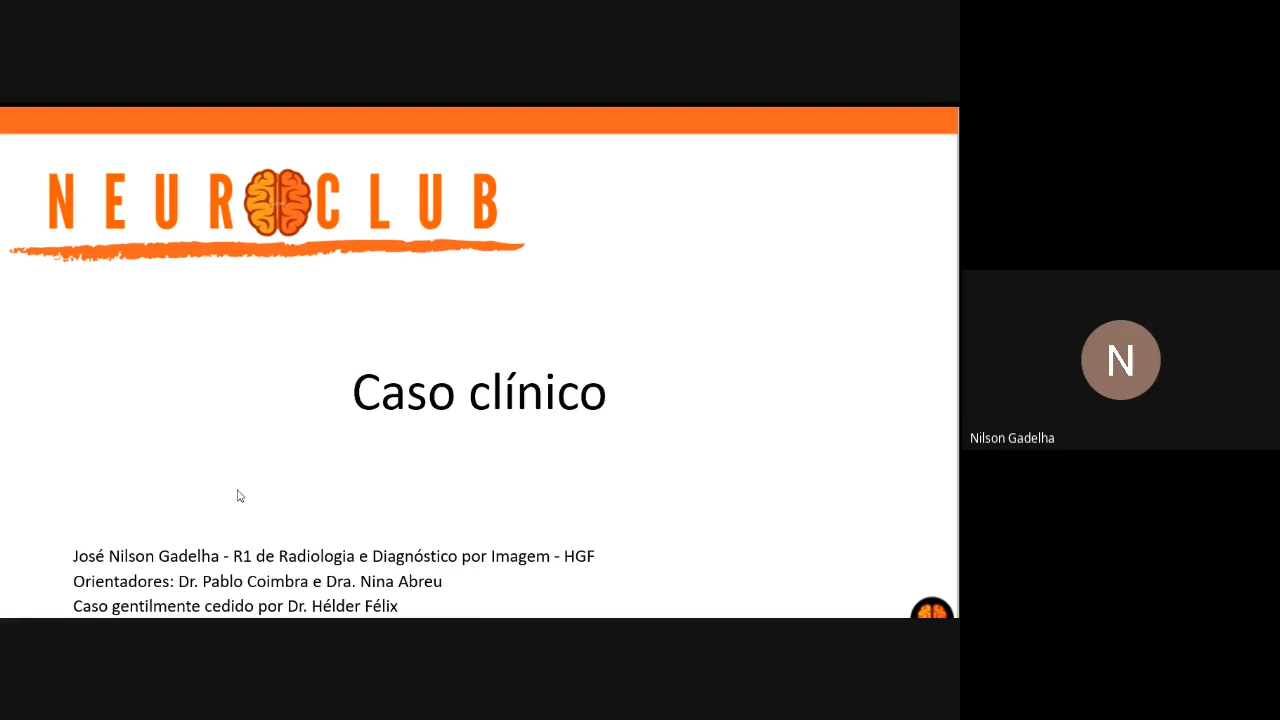 NEUROCLUB
Caso clínico
José Nilson Gadelha - R1 de Radiologia e Diagnóstico por Imagem - HGF
Orientadores: Dr. Pablo Coimbra e Dra. Nina Abreu
Caso gentilmente cedido por Dr. Hélder Félix
N
Nilson Gadelha